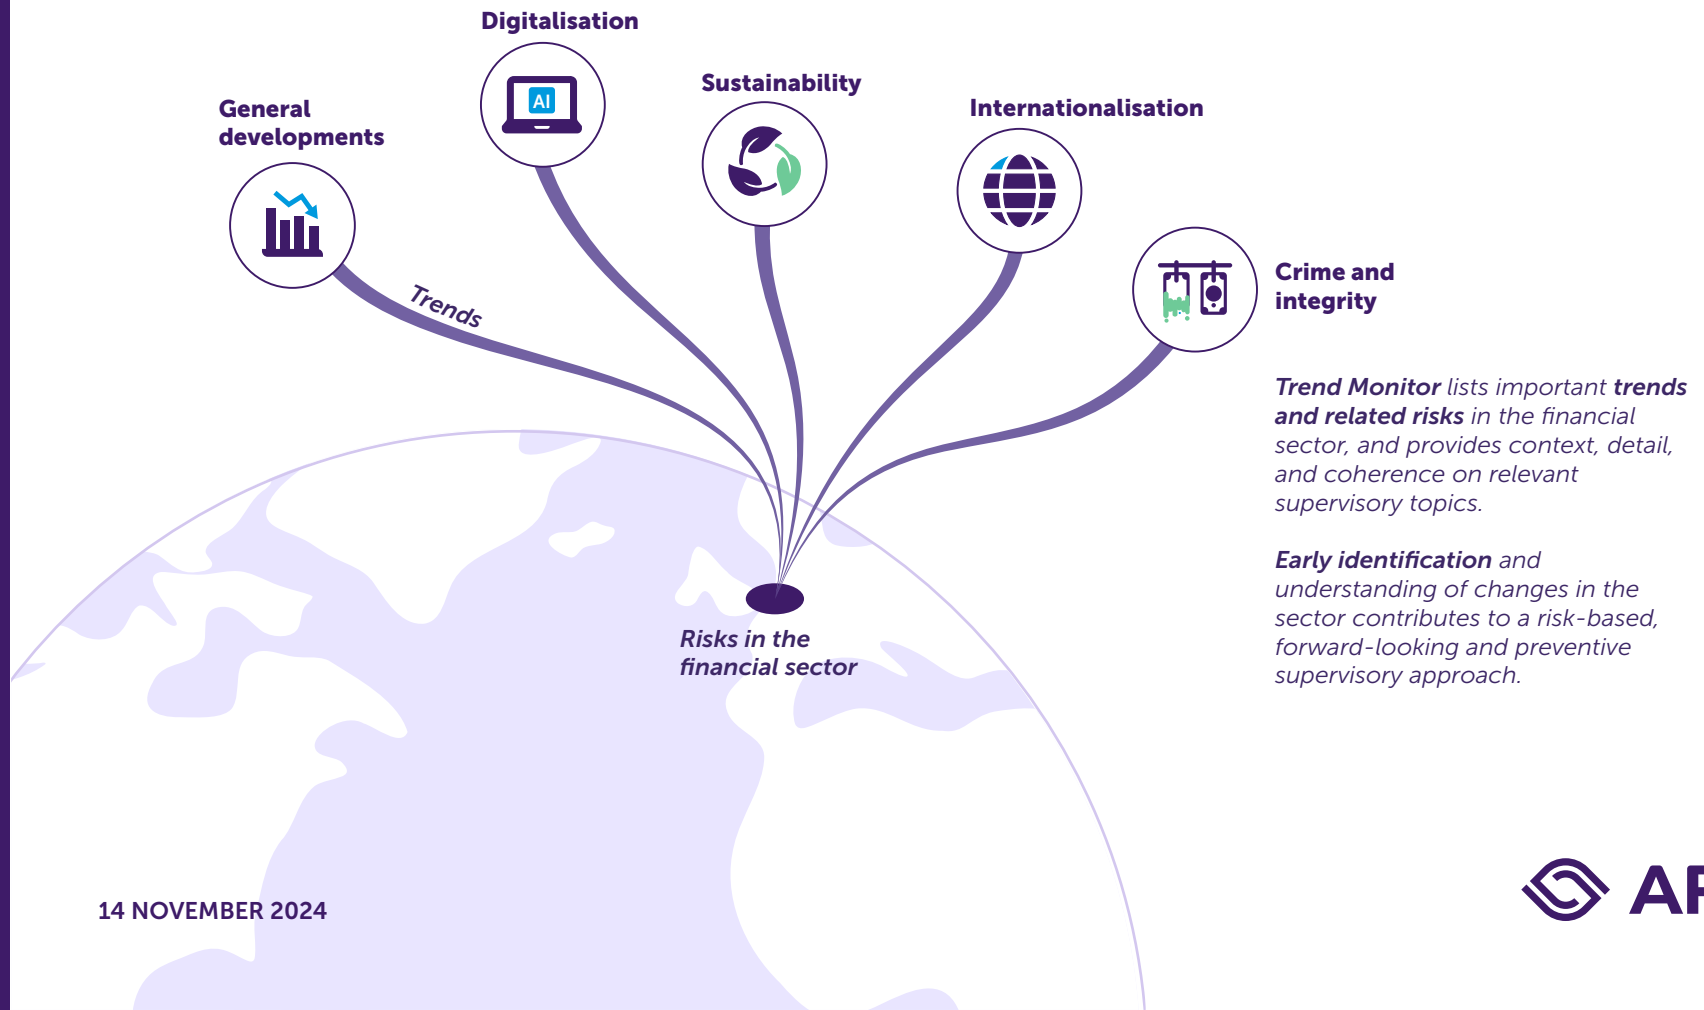 Digitalisation
Sustainability
General
developments
Internationalisation
AI
Crime and
integrity
Trends
Trend Monitor lists important trends
and related risks in the financial
sector, and provides context, detail,
and coherence on relevant
supervisory topics.
Early identification and
understanding of changes in the
sector contributes to a risk-based,
forward-looking and preventive
supervisory approach.
Risks in the
financial sector
14 NOVEMBER 2024